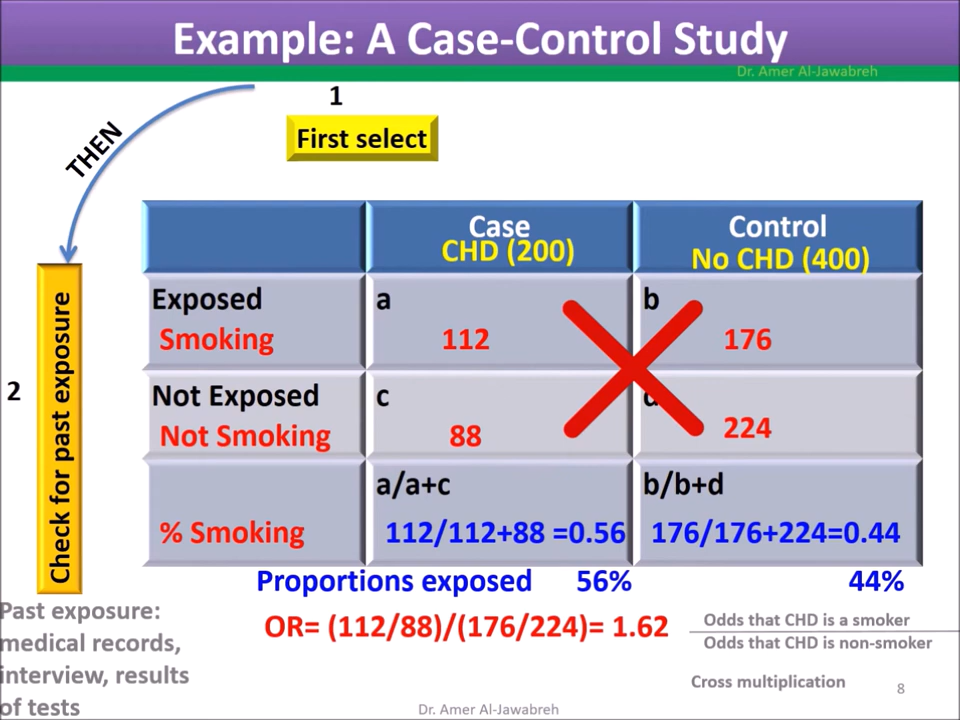 Example: A Case-Control Study
Dr. Amer Al-Jawabreh
1
First select
THEN
2
Check for past exposure
Case
CHD (200)
Control
No CHD (400)
Exposed
Smoking
a
112
b
176
Not Exposed
Not Smoking
c
88
d
224
% Smoking
a/a+c
112/112+88 =0.56
b/b+d
176/176+224=0.44
Proportions exposed 56% 44%
OR= (112/88)/(176/224)= 1.62
Odds that CHD is a smoker
Odds that CHD is non-smoker
Cross multiplication
Past exposure:
medical records,
interview, results
of tests
Dr. Amer Al-Jawabreh
8